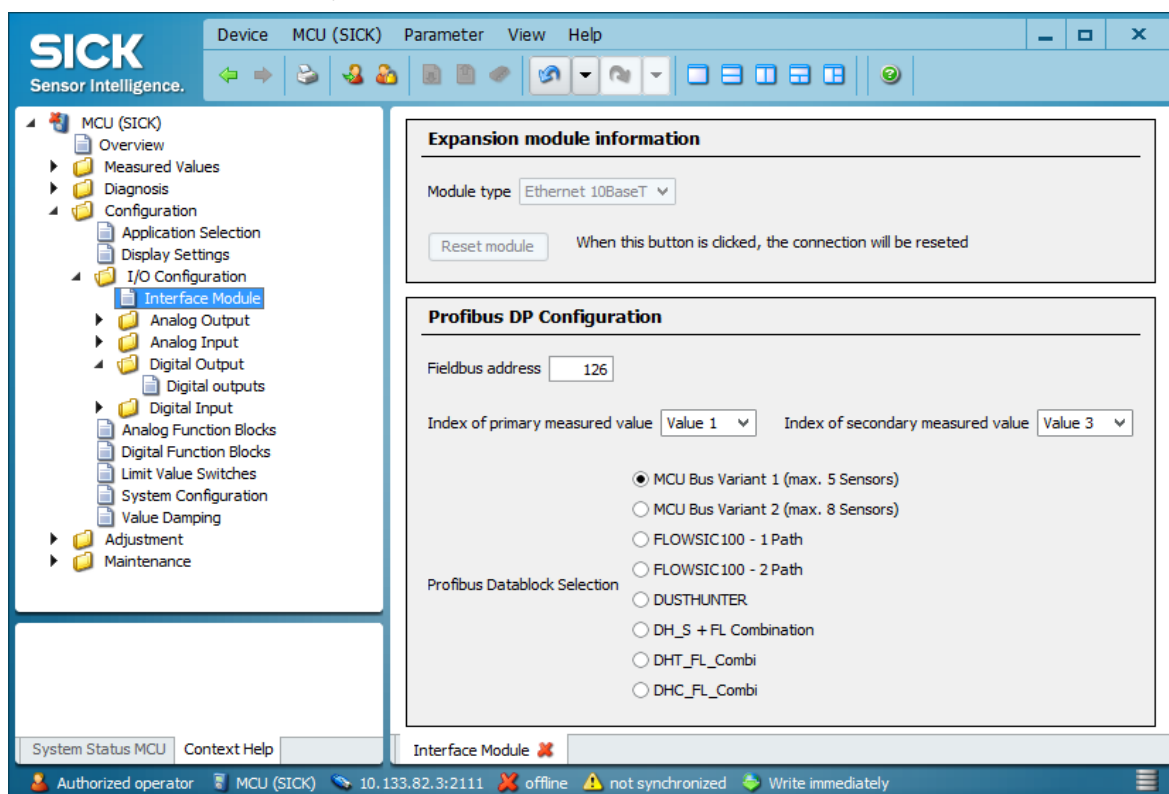 SICK
Sensor Intelligence.
Device MCU (SICK) Parameter View Help
MCU (SICK)
Overview
Measured Values
Diagnosis
Configuration
Application Selection
Display Settings
I/O Configuration
Interface Module
Analog Output
Analog Input
Digital Output
Digital outputs
Digital Input
Analog Function Blocks
Digital Function Blocks
Limit Value Switches
System Configuration
Value Damping
Adjustment
Maintenance
System Status MCU Context Help
Expansion module information
Module type Ethernet 10BaseT
Reset module When this button is clicked, the connection will be reseted
Profibus DP Configuration
Fieldbus address 126
Index of primary measured value Value 1 Index of secondary measured value Value 3
Profibus Datablock Selection
MCU Bus Variant 1 (max. 5 Sensors)
MCU Bus Variant 2 (max. 8 Sensors)
FLOWSIC100 - 1 Path
FLOWSIC100 - 2 Path
DUSTHUNTER
DH_S + FL Combination
DHT_FL_Combi
DHC_FL_Combi
Interface Module
Authorized operator MCU (SICK) 10.133.82.3:2111 offline not synchronized Write immediately